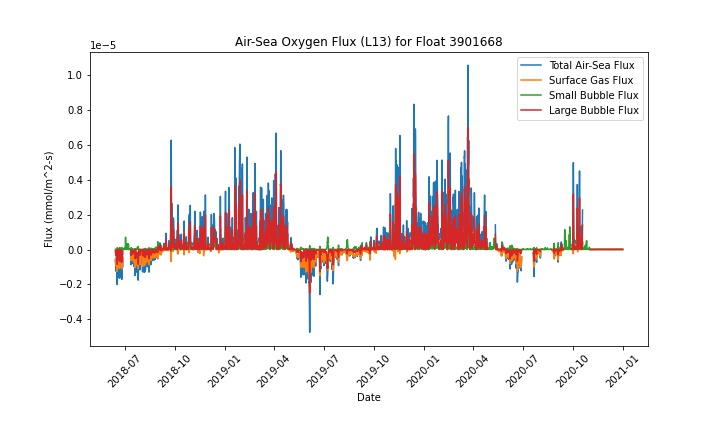 Air-Sea Oxygen Flux (L13) for Float 3901668
1e−5
Total Air-Sea Flux
Surface Gas Flux
Small Bubble Flux
Large Bubble Flux
1.0
0.8
0.6
0.4
0.2
0.0
−0.2
−0.4
Flux (mmol/m^2-s)
2018-07
2018-10
2019-01
2019-04
2019-07
2019-10
2020-01
2020-04
2020-07
2020-10
2021-01
Date